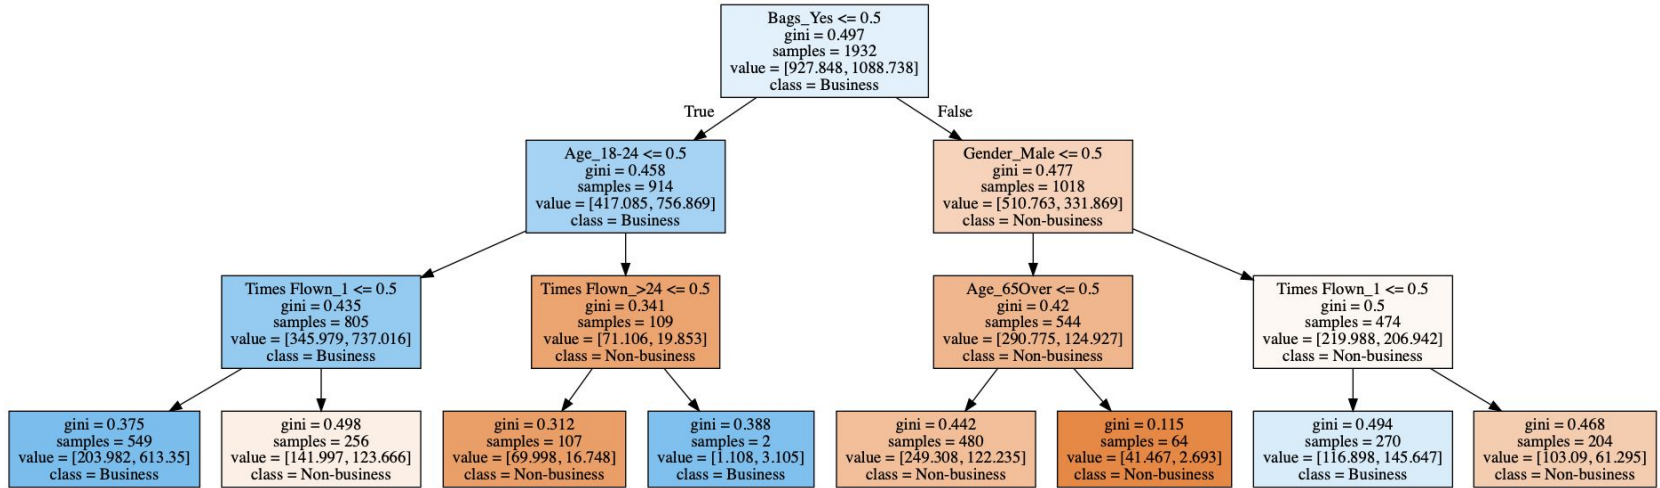 Bags_Yes <= 0.5
gini = 0.497
samples = 1932
value = [927.848, 1088.738]
class = Business
True
False
Age_18-24 <= 0.5
gini = 0.458
samples = 914
value = [417.085, 756.869]
class = Business
Gender_Male <= 0.5
gini = 0.477
samples = 1018
value = [510.763, 331.869]
class = Non-business
Times Flown_1 <= 0.5
gini = 0.435
samples = 805
value = [345.979, 737.016]
class = Business
Times Flown_>24 <= 0.5
gini = 0.341
samples = 109
value = [71.106, 19.853]
class = Non-business
Age_65Over <= 0.5
gini = 0.42
samples = 544
value = [290.775, 124.927]
class = Non-business
Times Flown_1 <= 0.5
gini = 0.5
samples = 474
value = [219.988, 206.942]
class = Non-business
gini = 0.375
samples = 549
value = [203.982, 613.35]
class = Business
gini = 0.498
samples = 256
value = [141.997, 123.666]
class = Non-business
gini = 0.312
samples = 107
value = [69.998, 16.748]
class = Non-business
gini = 0.388
samples = 2
value = [1.108, 3.105]
class = Business
gini = 0.442
samples = 480
value = [249.308, 122.235]
class = Non-business
gini = 0.115
samples = 64
value = [41.467, 2.693]
class = Non-business
gini = 0.494
samples = 270
value = [116.898, 145.647]
class = Business
gini = 0.468
samples = 204
value = [103.09, 61.295]
class = Non-business